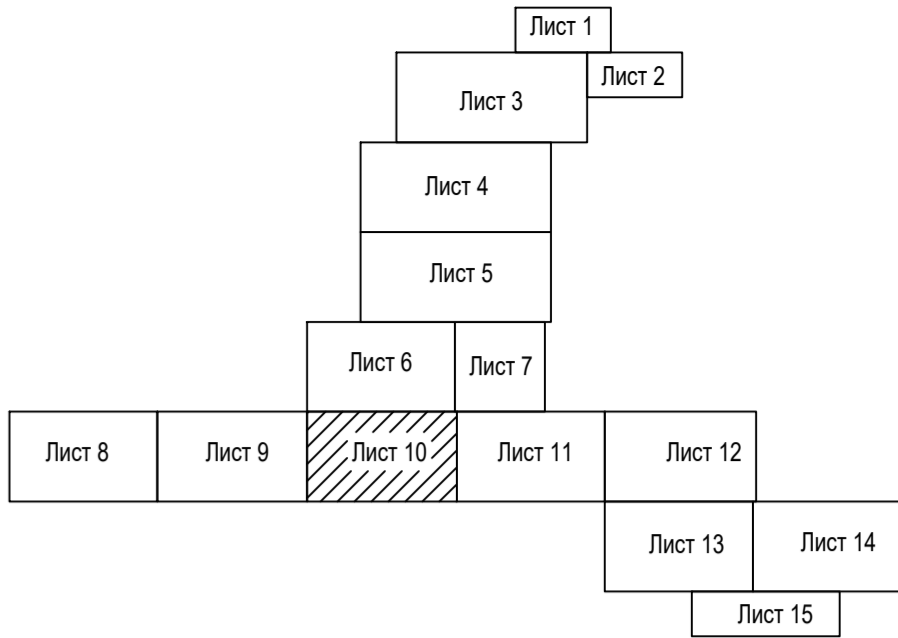 Лист 1
Лист 2
Лист 3
Лист 4
Лист 5
Лист 6
Лист 7
Лист 8
Лист 9
Лист 10
Лист 11
Лист 12
Лист 13
Лист 14
Лист 15